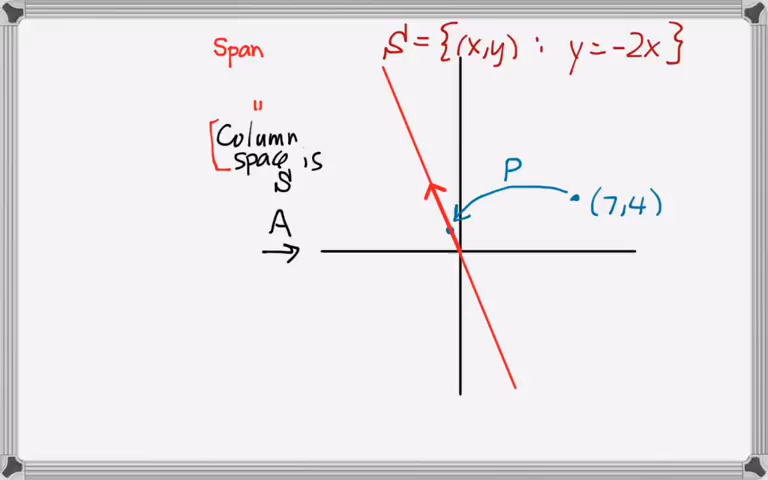 Span
S = {(x,y) : y = -2x}
"
Column
space is
S
A
P
(7,4)